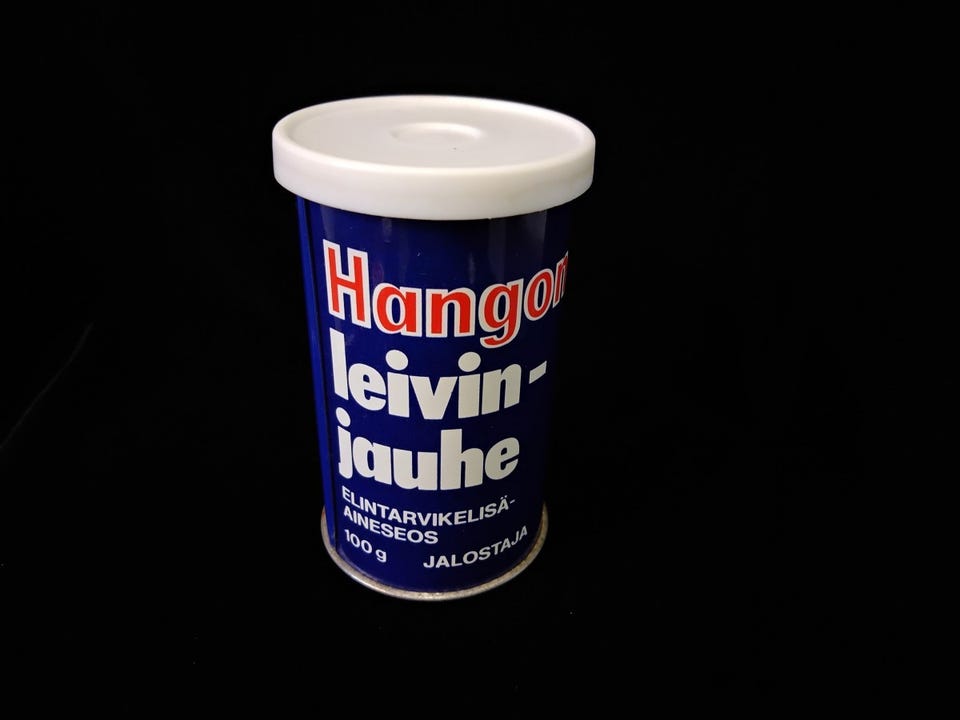 Hangon
leivin-
jauhe
ELINTARVIKELISÄ-
AINESEOS
100 g JALOSTAJA